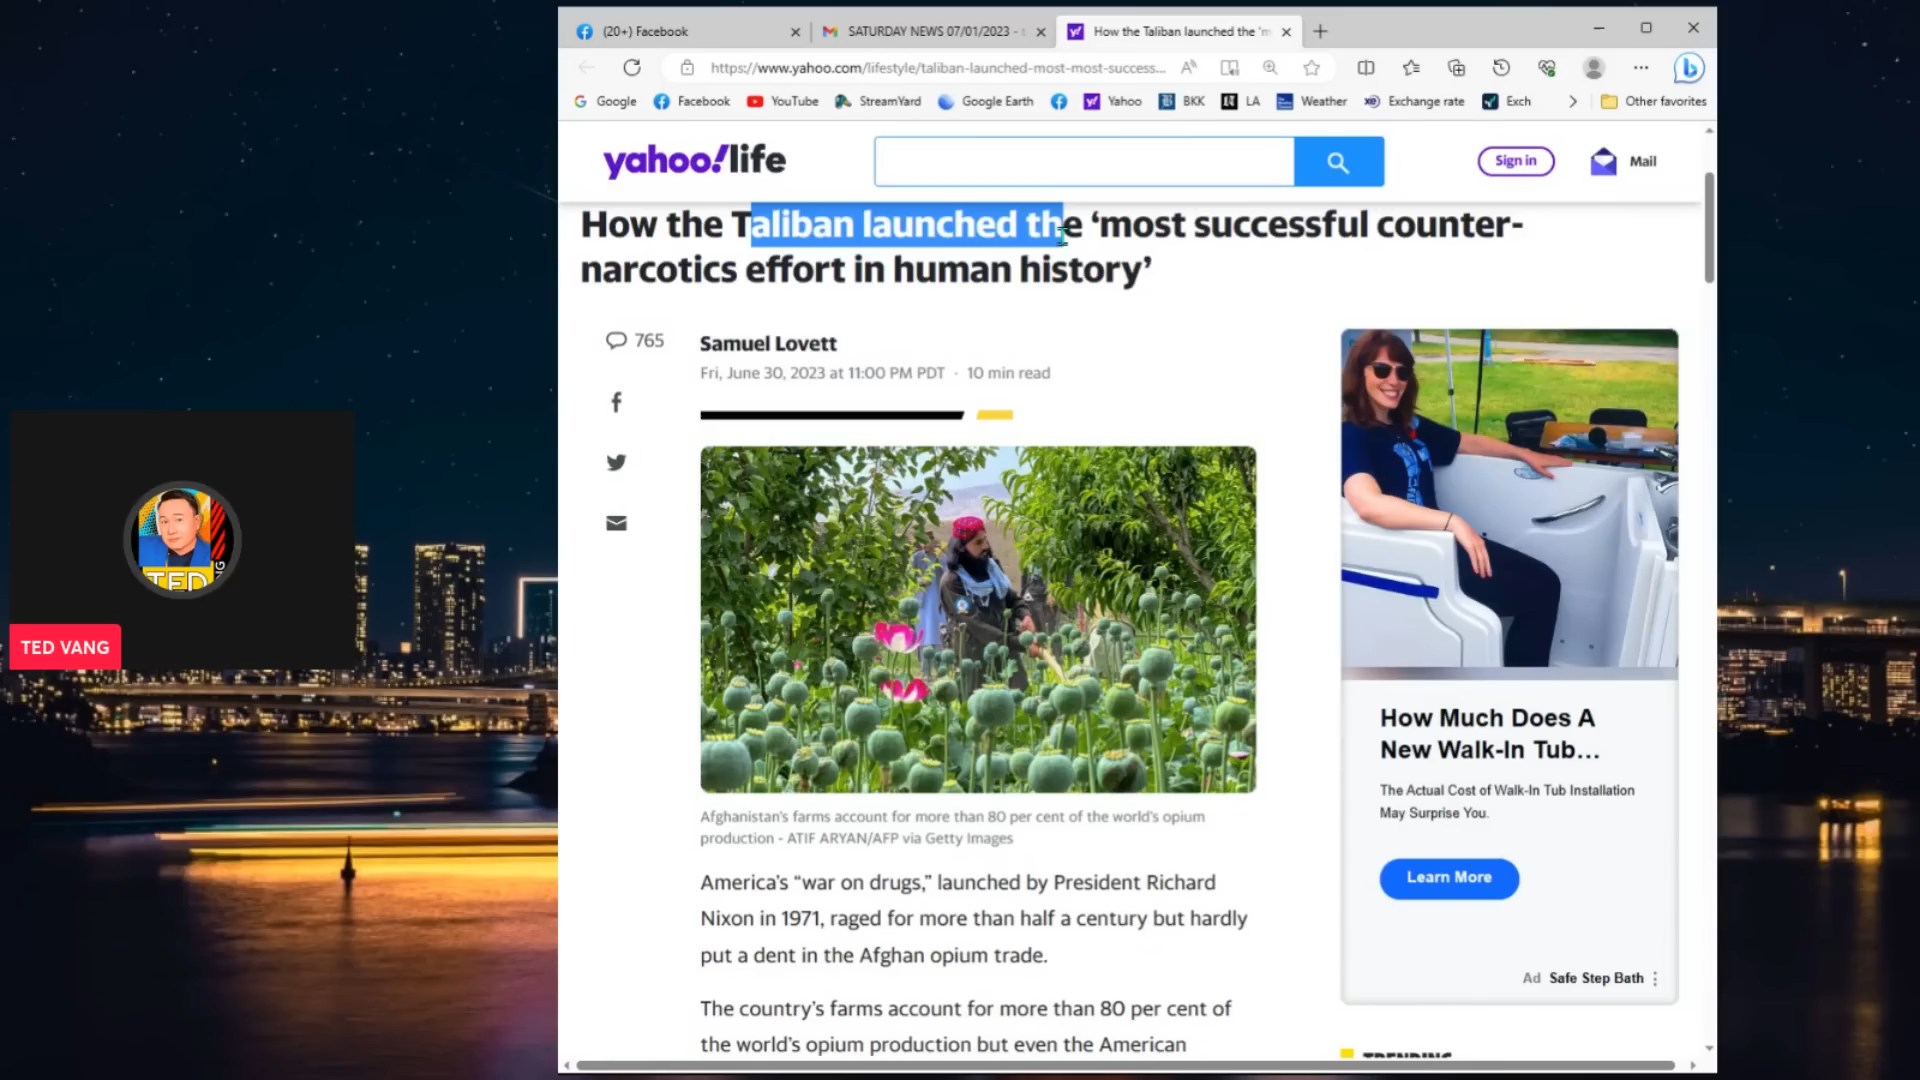 (20+) Facebook
SATURDAY NEWS 07/01/2023 -
How the Taliban launched the 'm
https://www.yahoo.com/lifestyle/taliban-launched-most-most-success...
Google
Facebook
YouTube
StreamYard
Google Earth
Yahoo
BKK
LA
Weather
Exchange rate
Exch
Other favorites
yahoo!life
Sign in
Mail
How the Taliban launched the ‘most successful counter-
narcotics effort in human history’
765
Samuel Lovett
Fri, June 30, 2023 at 11:00 PM PDT · 10 min read
Afghanistan's farms account for more than 80 per cent of the world's opium
production - ATIF ARYAN/AFP via Getty Images
America's “war on drugs,” launched by President Richard
Nixon in 1971, raged for more than half a century but hardly
put a dent in the Afghan opium trade.
The country's farms account for more than 80 per cent of
the world's opium production but even the American
How Much Does A
New Walk-In Tub...
The Actual Cost of Walk-In Tub Installation
May Surprise You.
Learn More
Ad Safe Step Bath
TRENDING
TED
TED VANG